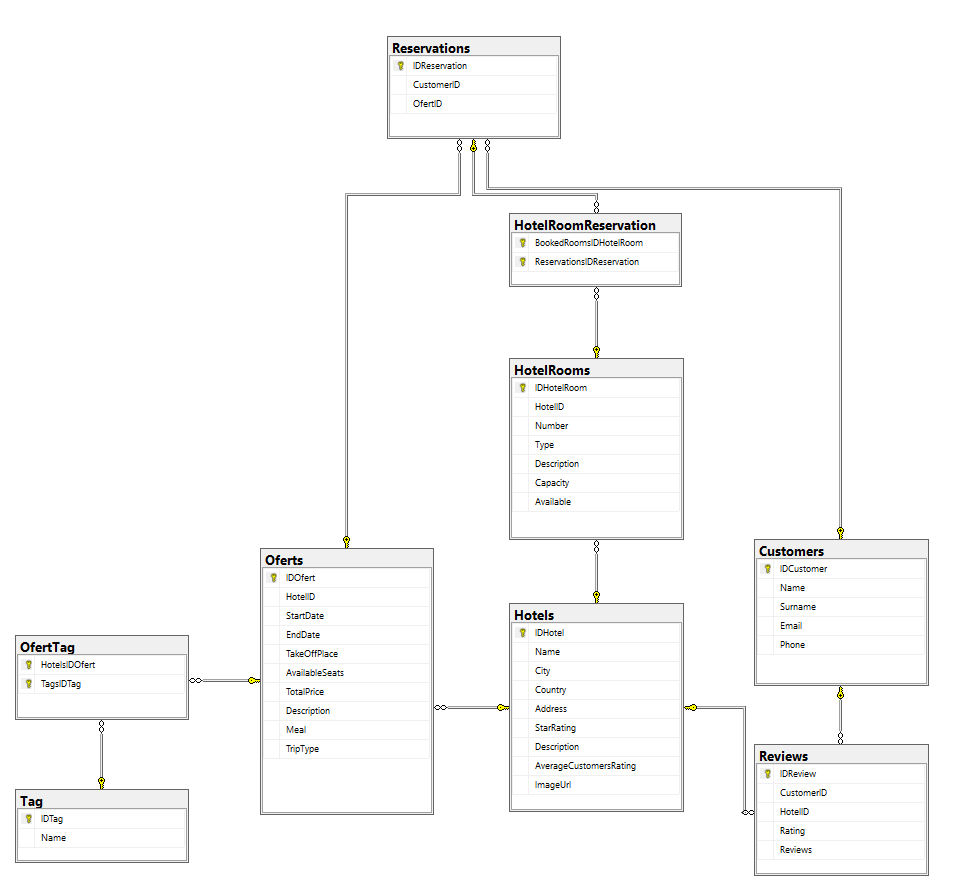 Reservations
IDReservation
CustomerID
OfertID
HotelRoomReservation
BookedRoomsIDHotelRoom
ReservationsIDReservation
HotelRooms
IDHotelRoom
HotelID
Number
Type
Description
Capacity
Available
Oferts
IDOfert
HotelID
StartDate
EndDate
TakeOffPlace
AvailableSeats
TotalPrice
Description
Meal
TripType
Customers
IDCustomer
Name
Surname
Email
Phone
Hotels
IDHotel
Name
City
Country
Address
StarRating
Description
AverageCustomersRating
ImageUrl
OfertTag
HotelsIDOfert
TagsIDTag
Tag
IDTag
Name
Reviews
IDReview
CustomerID
HotelID
Rating
Reviews